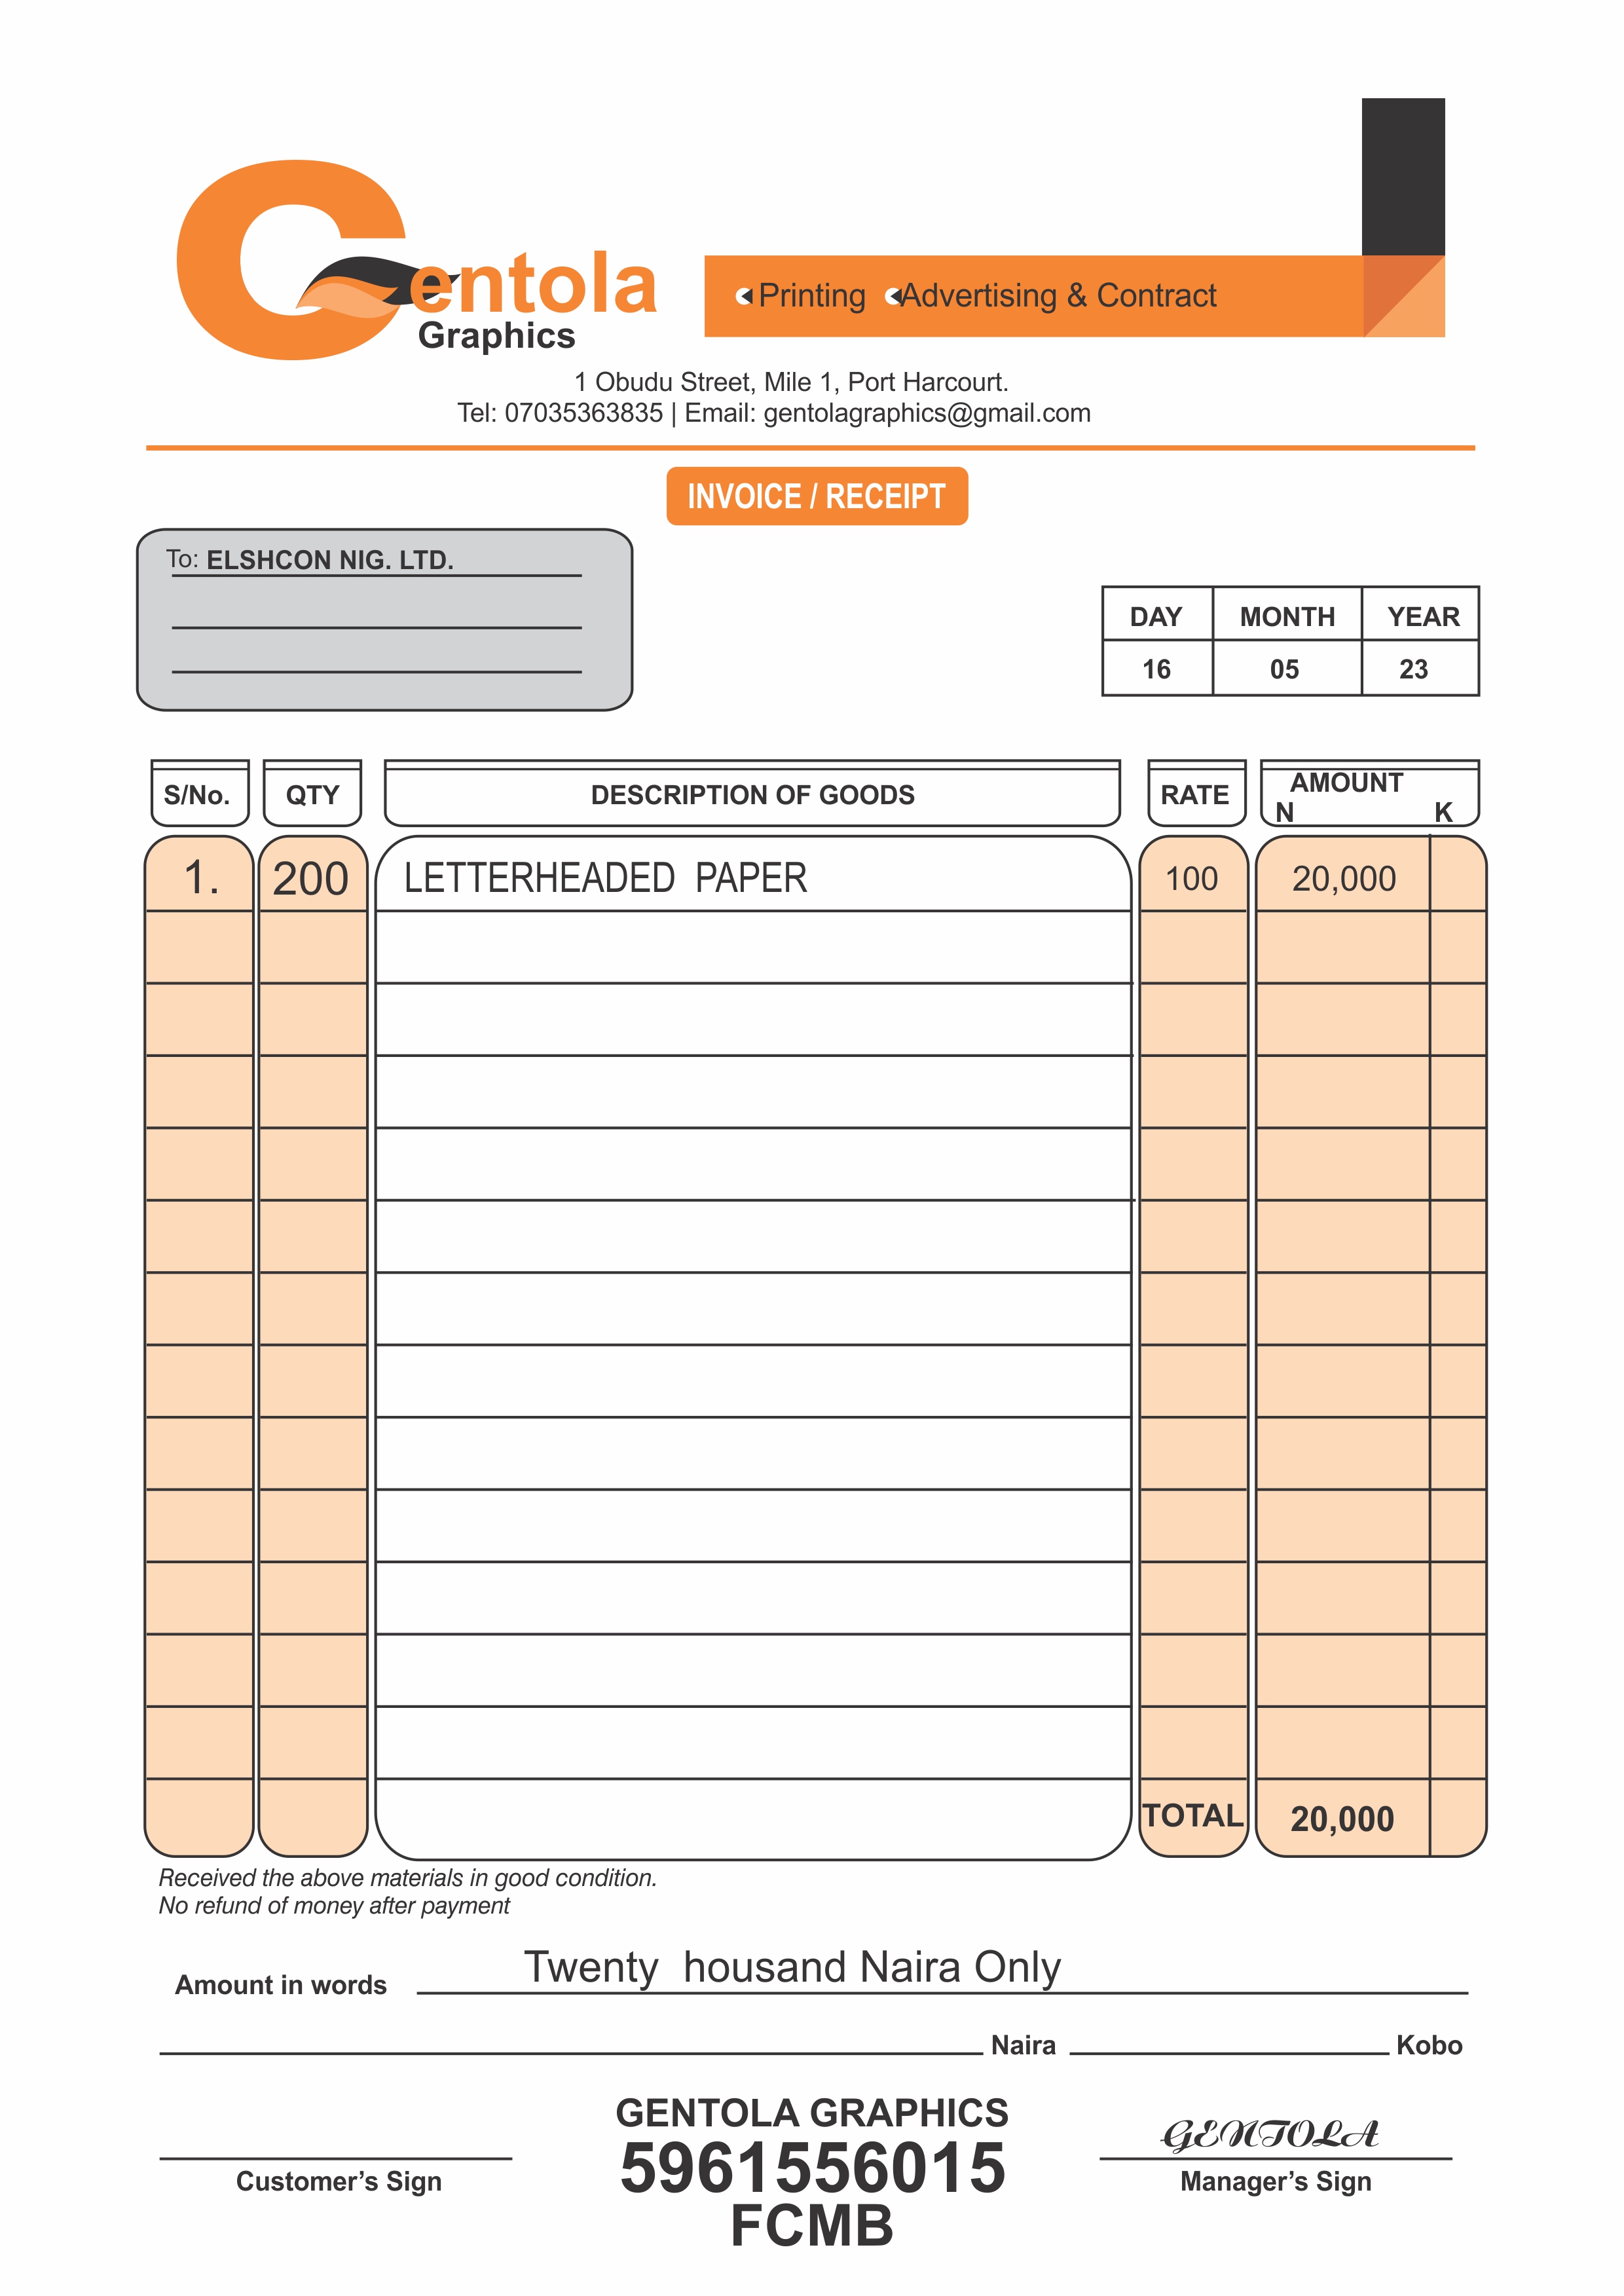 Gentola
Graphics
Printing Advertising & Contract
1 Obudu Street, Mile 1, Port Harcourt.
Tel: 07035363835 | Email: gentolagraphics@gmail.com
INVOICE / RECEIPT
To: ELSHCON NIG. LTD.
DAY MONTH YEAR
16 05 23
S/No. QTY DESCRIPTION OF GOODS RATE AMOUNT
N K
1. 200 LETTERHEADED PAPER 100 20,000
TOTAL 20,000
Received the above materials in good condition.
No refund of money after payment
Amount in words Twenty housand Naira Only
Naira Kobo
GENTOLA GRAPHICS
5961556015
FCMB
Customer's Sign
GENTOLA
Manager's Sign